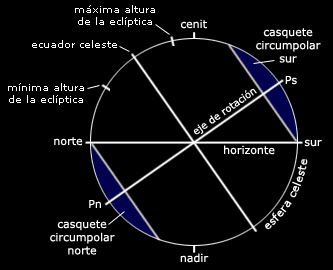 máxima altura
de la eclíptica
cenit
casquete
circumpolar
sur
ecuador celeste
Ps
mínima altura
de la eclíptica
eje de rotación
norte
horizonte
sur
Pn
esfera celeste
casquete
circumpolar
norte
nadir